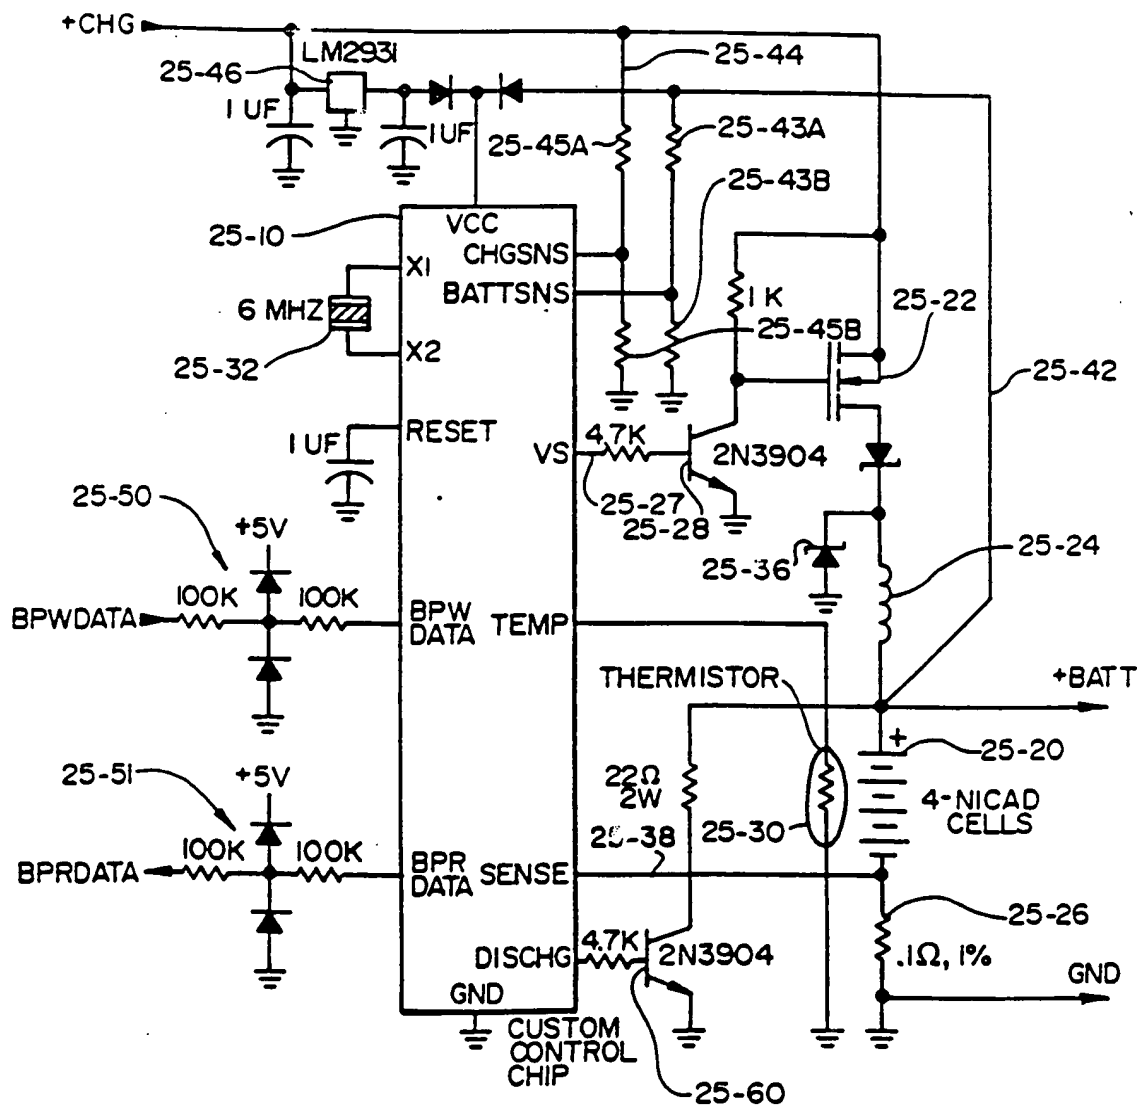 +CHG
LM2931
25-46
25-44
1 UF
1UF
25-45A
25-43A
25-43B
25-10
VCC
CHGSNS
X1
BATTSNS
6 MHZ
1 K
25-22
25-45B
25-32
X2
25-42
1 UF
RESET
4.7K
VS
2N3904
25-27
25-28
25-50
+5V
25-36
25-24
100K
100K
BPWDATA
BPW
DATA
TEMP
THERMISTOR
+BATT
+
25-20
25-51
+5V
22Ω
2W
4-NICAD
CELLS
25-30
25-38
100K
100K
BPRDATA
BPR
DATA
SENSE
25-26
4.7K
2N3904
.1Ω, 1%
DISCHG
GND
GND
CUSTOM
CONTROL
CHIP
25-60